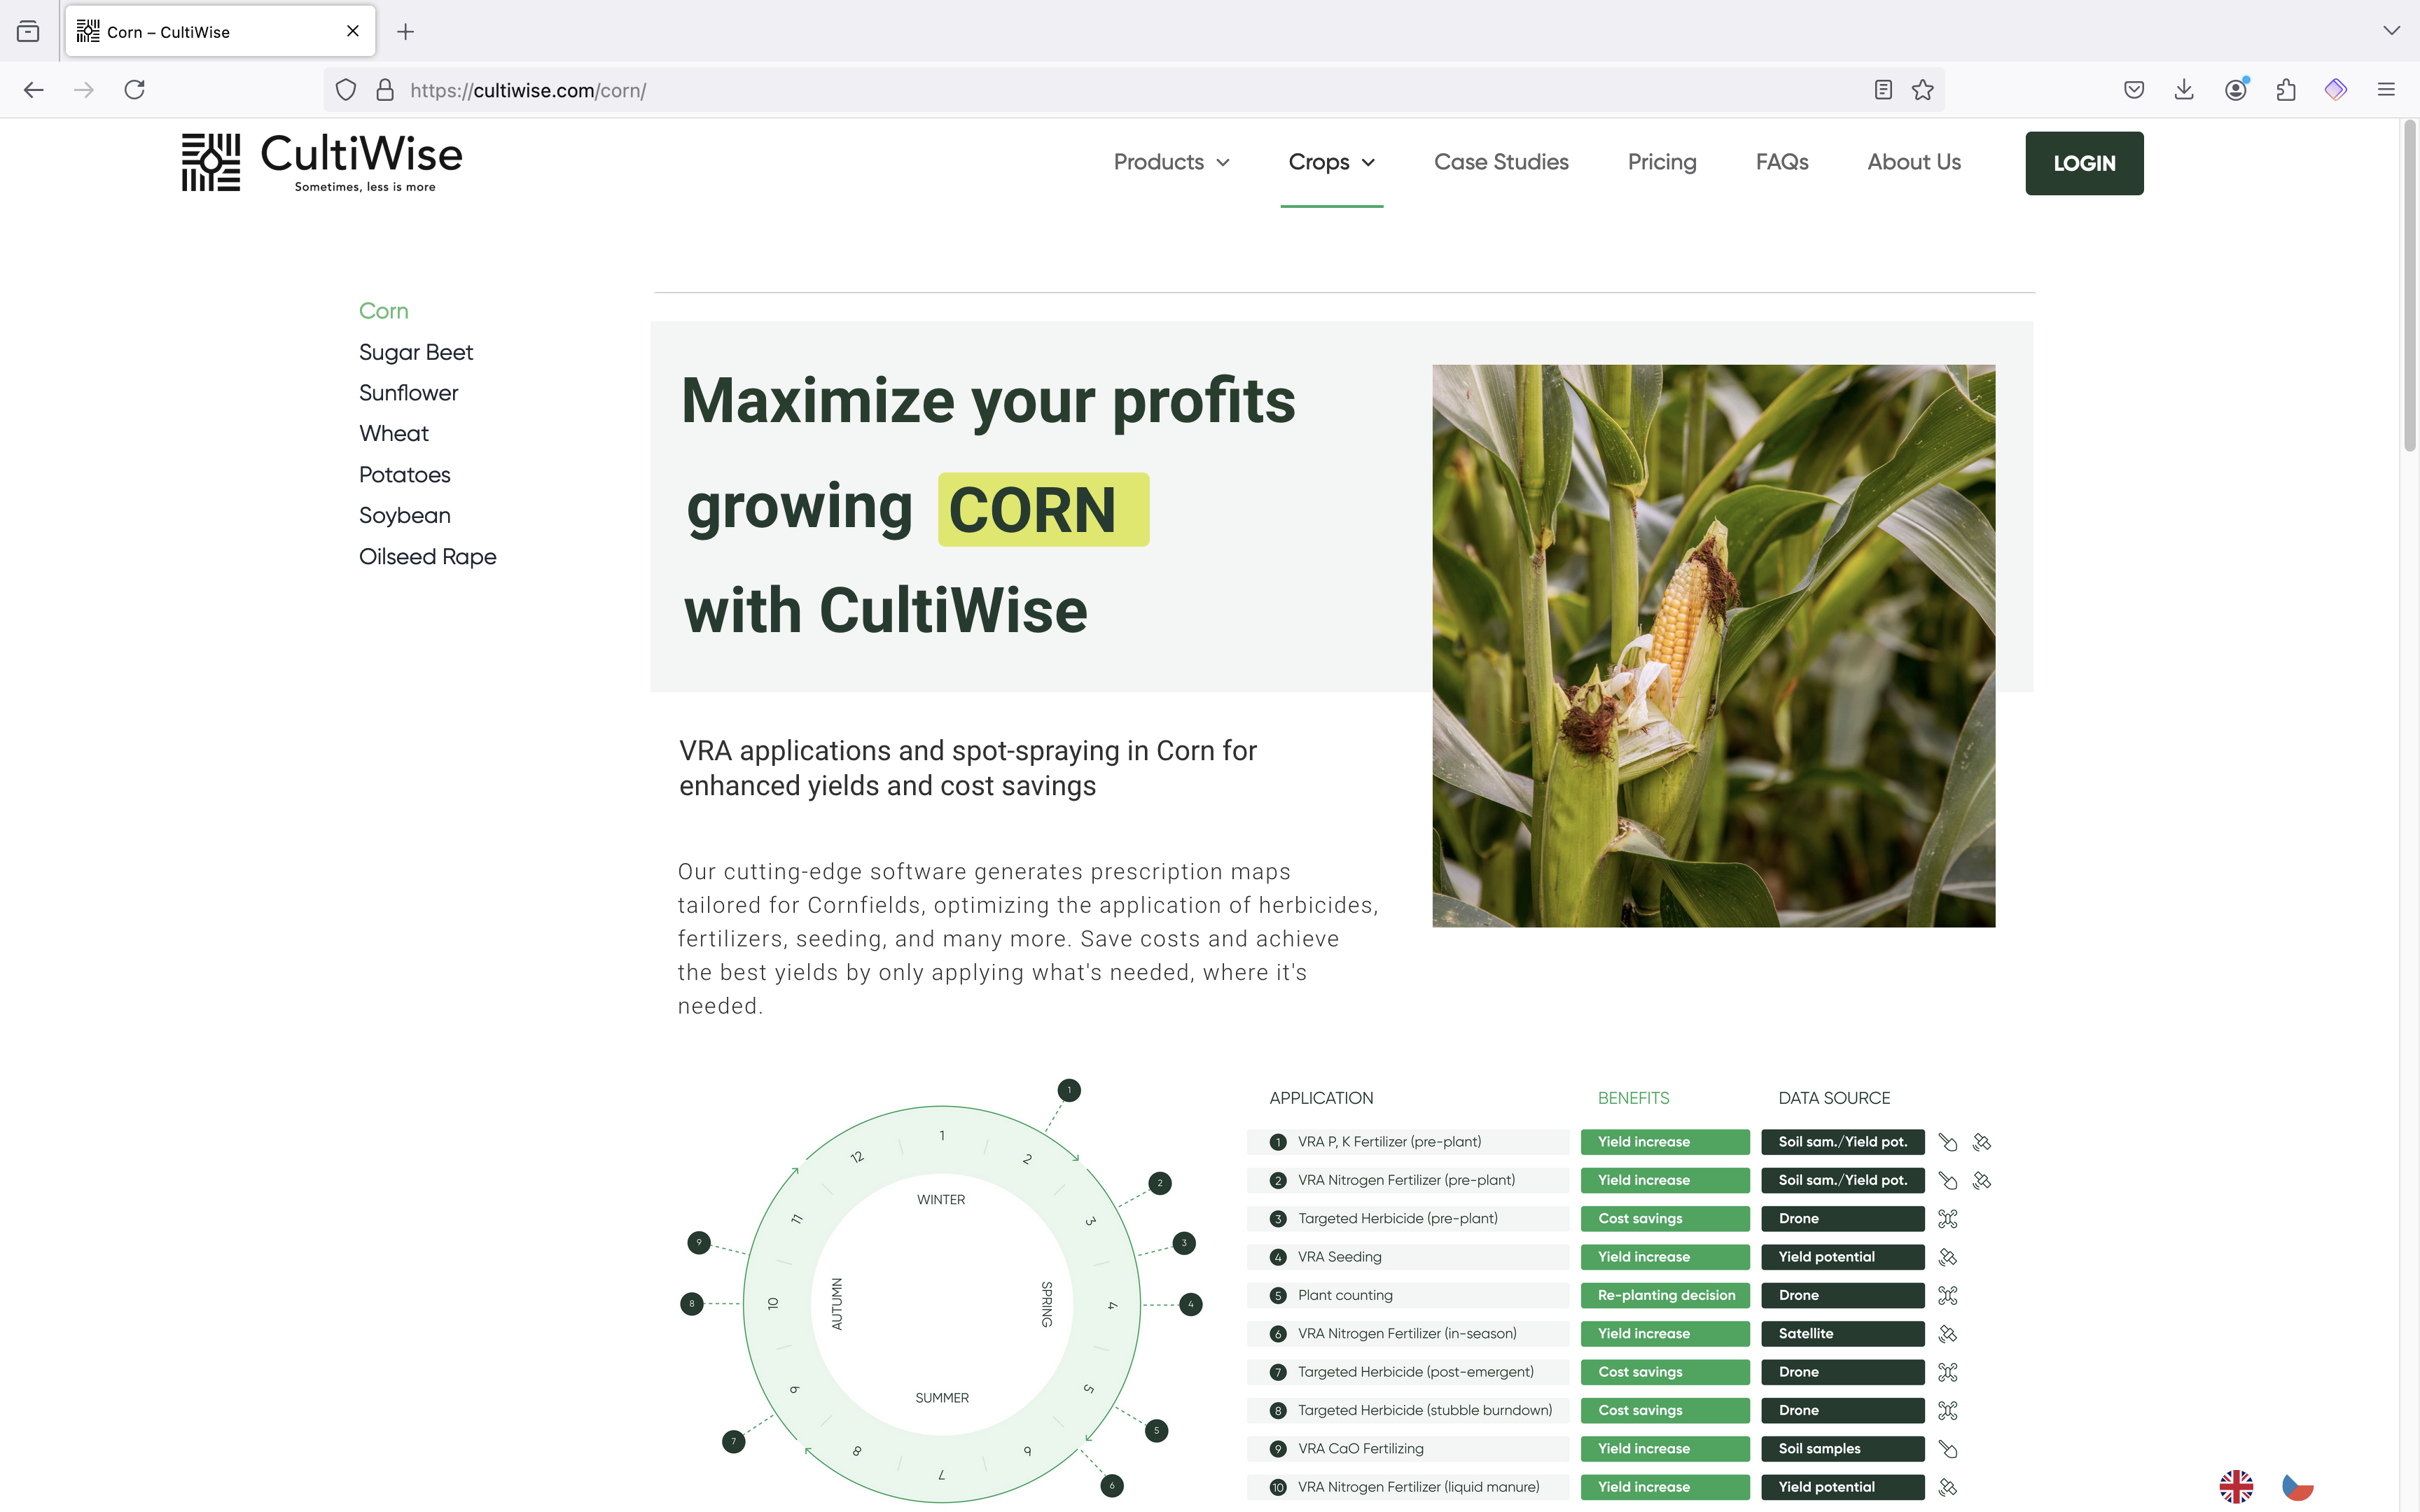 Corn – CultiWise
https://cultiwise.com/corn/
CultiWise
Sometimes, less is more
Products
Crops
Case Studies
Pricing
FAQs
About Us
LOGIN
Corn
Sugar Beet
Sunflower
Wheat
Potatoes
Soybean
Oilseed Rape
Maximize your profits
growing CORN
with CultiWise
VRA applications and spot-spraying in Corn for
enhanced yields and cost savings
Our cutting-edge software generates prescription maps
tailored for Cornfields, optimizing the application of herbicides,
fertilizers, seeding, and many more. Save costs and achieve
the best yields by only applying what's needed, where it's
needed.
1
2
3
4
5
6
7
8
9
1
2
3
4
5
6
7
8
9
10
11
12
WINTER
SPRING
SUMMER
AUTUMN
APPLICATION BENEFITS DATA SOURCE
1 VRA P, K Fertilizer (pre-plant) Yield increase Soil sam./Yield pot.
2 VRA Nitrogen Fertilizer (pre-plant) Yield increase Soil sam./Yield pot.
3 Targeted Herbicide (pre-plant) Cost savings Drone
4 VRA Seeding Yield increase Yield potential
5 Plant counting Re-planting decision Drone
6 VRA Nitrogen Fertilizer (in-season) Yield increase Satellite
7 Targeted Herbicide (post-emergent) Cost savings Drone
8 Targeted Herbicide (stubble burndown) Cost savings Drone
9 VRA CaO Fertilizing Yield increase Soil samples
10 VRA Nitrogen Fertilizer (liquid manure) Yield increase Yield potential